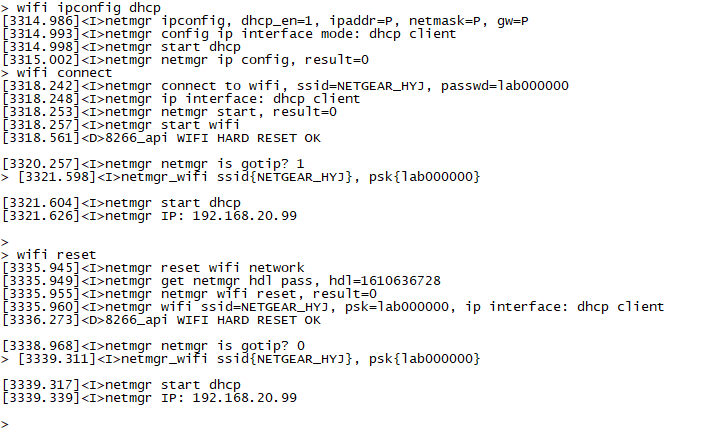 > wifi ipconfig dhcp
[3314.986]<I>netmgr ipconfig, dhcp_en=1, ipaddr=P, netmask=P, gw=P
[3314.993]<I>netmgr config ip interface mode: dhcp client
[3314.998]<I>netmgr start dhcp
[3315.002]<I>netmgr netmgr ip config, result=0
> wifi connect
[3318.242]<I>netmgr connect to wifi, ssid=NETGEAR_HYJ, passwd=lab000000
[3318.248]<I>netmgr ip interface: dhcp client
[3318.253]<I>netmgr netmgr start, result=0
[3318.257]<I>netmgr start wifi
[3318.561]<D>8266_api WIFI HARD RESET OK
[3320.257]<I>netmgr netmgr is gotip? 1
> [3321.598]<I>netmgr_wifi ssid{NETGEAR_HYJ}, psk{lab000000}
[3321.604]<I>netmgr start dhcp
[3321.626]<I>netmgr IP: 192.168.20.99
>
> wifi reset
[3335.945]<I>netmgr reset wifi network
[3335.949]<I>netmgr get netmgr hdl pass, hdl=1610636728
[3335.955]<I>netmgr netmgr wifi reset, result=0
[3335.960]<I>netmgr wifi ssid=NETGEAR_HYJ, psk=lab000000, ip interface: dhcp client
[3336.273]<D>8266_api WIFI HARD RESET OK
[3338.968]<I>netmgr netmgr is gotip? 0
> [3339.311]<I>netmgr_wifi ssid{NETGEAR_HYJ}, psk{lab000000}
[3339.317]<I>netmgr start dhcp
[3339.339]<I>netmgr IP: 192.168.20.99
>